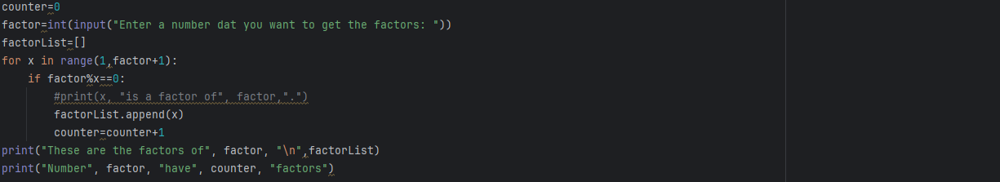 counter=0
factor=int(input("Enter a number dat you want to get the factors: "))
factorList=[]
for x in range(1,factor+1):
    if factor%x==0:
        #print(x, "is a factor of", factor,".")
        factorList.append(x)
        counter=counter+1
print("These are the factors of", factor, "\n",factorList)
print("Number", factor, "have", counter, "factors")